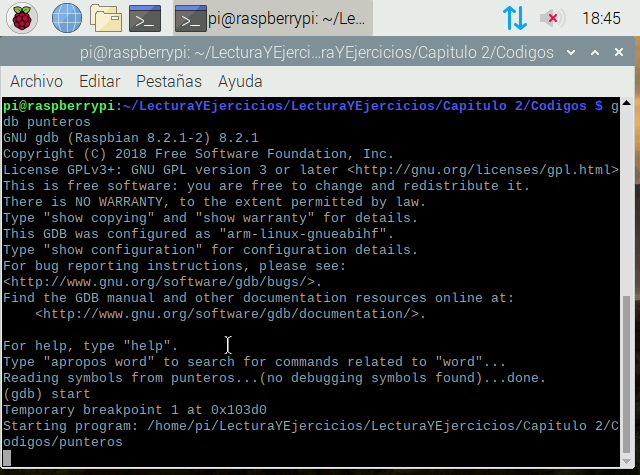 pi@raspberrypi: ~/Le...
18:45
pi@raspberrypi: ~/LecturaYEjerci...raYEjercicios/Capitulo 2/Codigos
Archivo Editar Pestañas Ayuda
pi@raspberrypi:~/LecturaYEjercicios/LecturaYEjercicios/Capitulo 2/Codigos $ g
db punteros
GNU gdb (Raspbian 8.2.1-2) 8.2.1
Copyright (C) 2018 Free Software Foundation, Inc.
License GPLv3+: GNU GPL version 3 or later <http://gnu.org/licenses/gpl.html>
This is free software: you are free to change and redistribute it.
There is NO WARRANTY, to the extent permitted by law.
Type "show copying" and "show warranty" for details.
This GDB was configured as "arm-linux-gnueabihf".
Type "show configuration" for configuration details.
For bug reporting instructions, please see:
<http://www.gnu.org/software/gdb/bugs/>.
Find the GDB manual and other documentation resources online at:
    <http://www.gnu.org/software/gdb/documentation/>.

For help, type "help".
Type "apropos word" to search for commands related to "word"...
Reading symbols from punteros...(no debugging symbols found)...done.
(gdb) start
Temporary breakpoint 1 at 0x103d0
Starting program: /home/pi/LecturaYEjercicios/LecturaYEjercicios/Capitulo 2/C
odigos/punteros